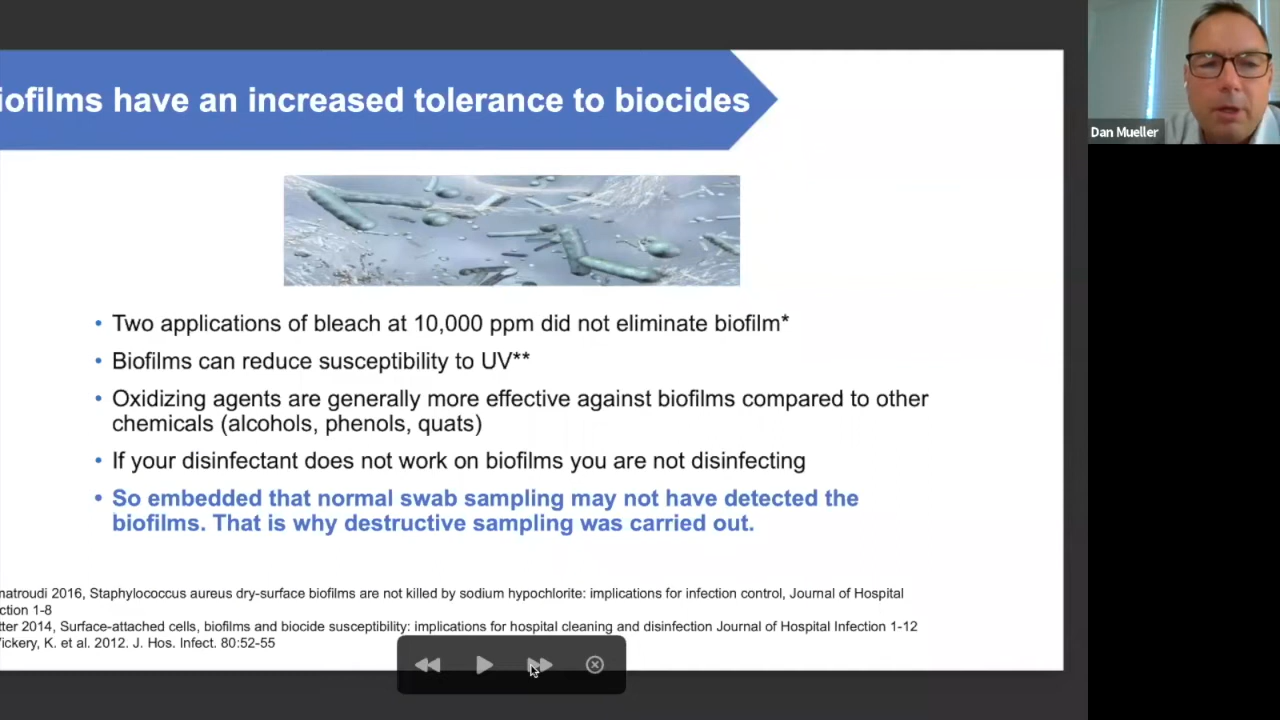 iofilms have an increased tolerance to biocides
Dan Mueller
• Two applications of bleach at 10,000 ppm did not eliminate biofilm*
• Biofilms can reduce susceptibility to UV**
• Oxidizing agents are generally more effective against biofilms compared to other
chemicals (alcohols, phenols, quats)
• If your disinfectant does not work on biofilms you are not disinfecting
• So embedded that normal swab sampling may not have detected the
biofilms. That is why destructive sampling was carried out.
matroudi 2016, Staphylococcus aureus dry-surface biofilms are not killed by sodium hypochlorite: implications for infection control, Journal of Hospital
ction 1-8
tter 2014, Surface-attached cells, biofilms and biocide susceptibility: implications for hospital cleaning and disinfection Journal of Hospital Infection 1-12
ickery, K. et al. 2012. J. Hos. Infect. 80:52-55